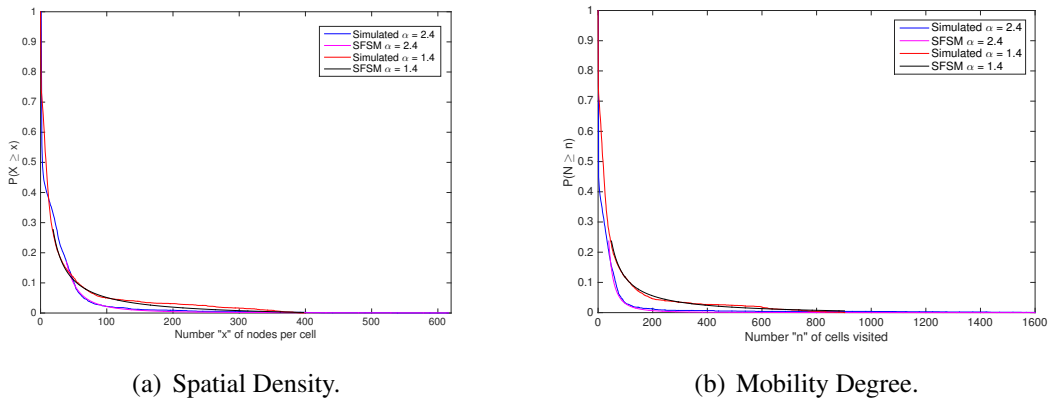 1
0.9
0.8
0.7
0.6
0.5
0.4
0.3
0.2
0.1
0
P(X ≥ x)
0 100 200 300 400 500 600
Number "x" of nodes per cell
Simulated α = 2.4
SFSM α = 2.4
Simulated α = 1.4
SFSM α = 1.4
(a) Spatial Density.
1
0.9
0.8
0.7
0.6
0.5
0.4
0.3
0.2
0.1
0
P(N ≥ n)
0 200 400 600 800 1000 1200 1400 1600
Number "n" of cells visited
Simulated α = 2.4
SFSM α = 2.4
Simulated α = 1.4
SFSM α = 1.4
(b) Mobility Degree.